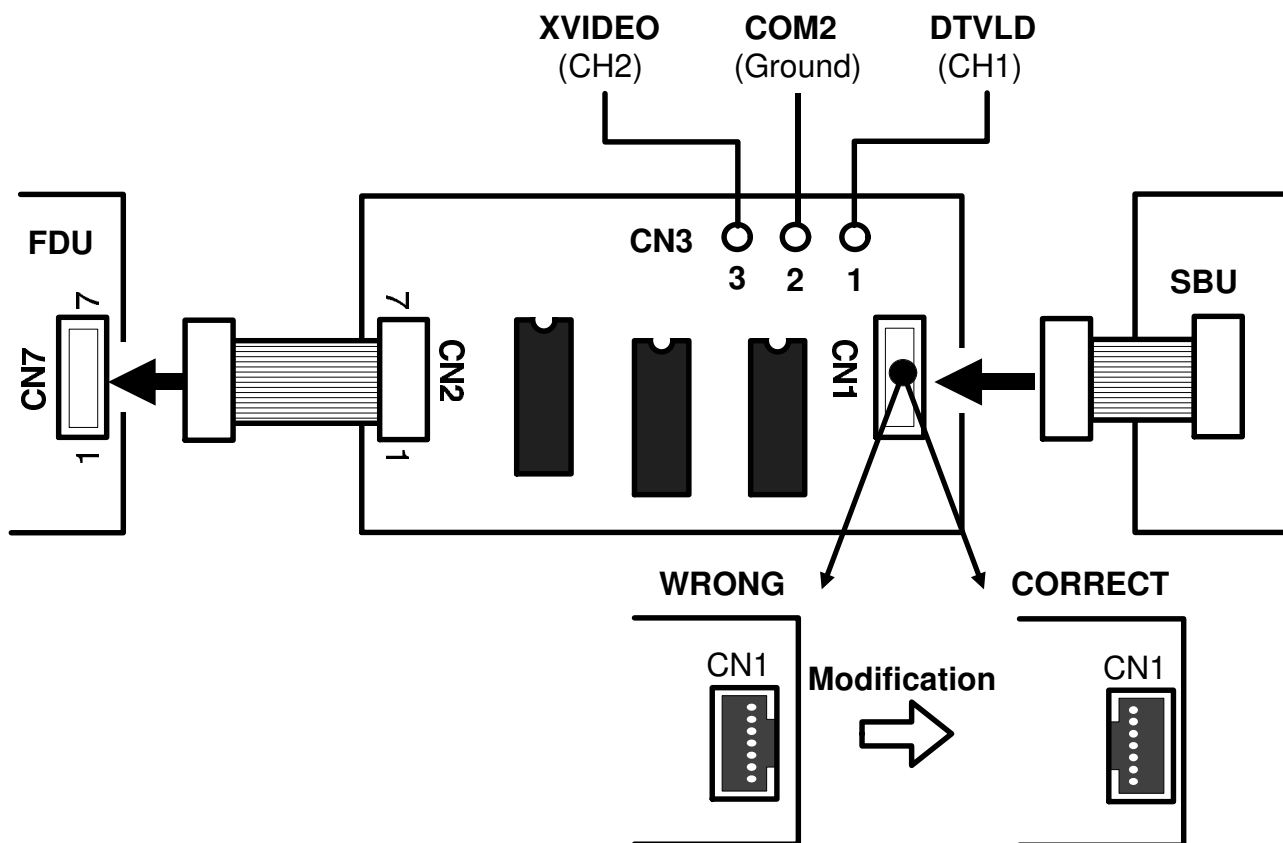 XVIDEO
(CH2)
COM2
(Ground)
DTVLD
(CH1)
FDU
CN3
3 2 1
SBU
7
CN7
1
7
CN2
1
CN1
WRONG
CORRECT
CN1
Modification
CN1